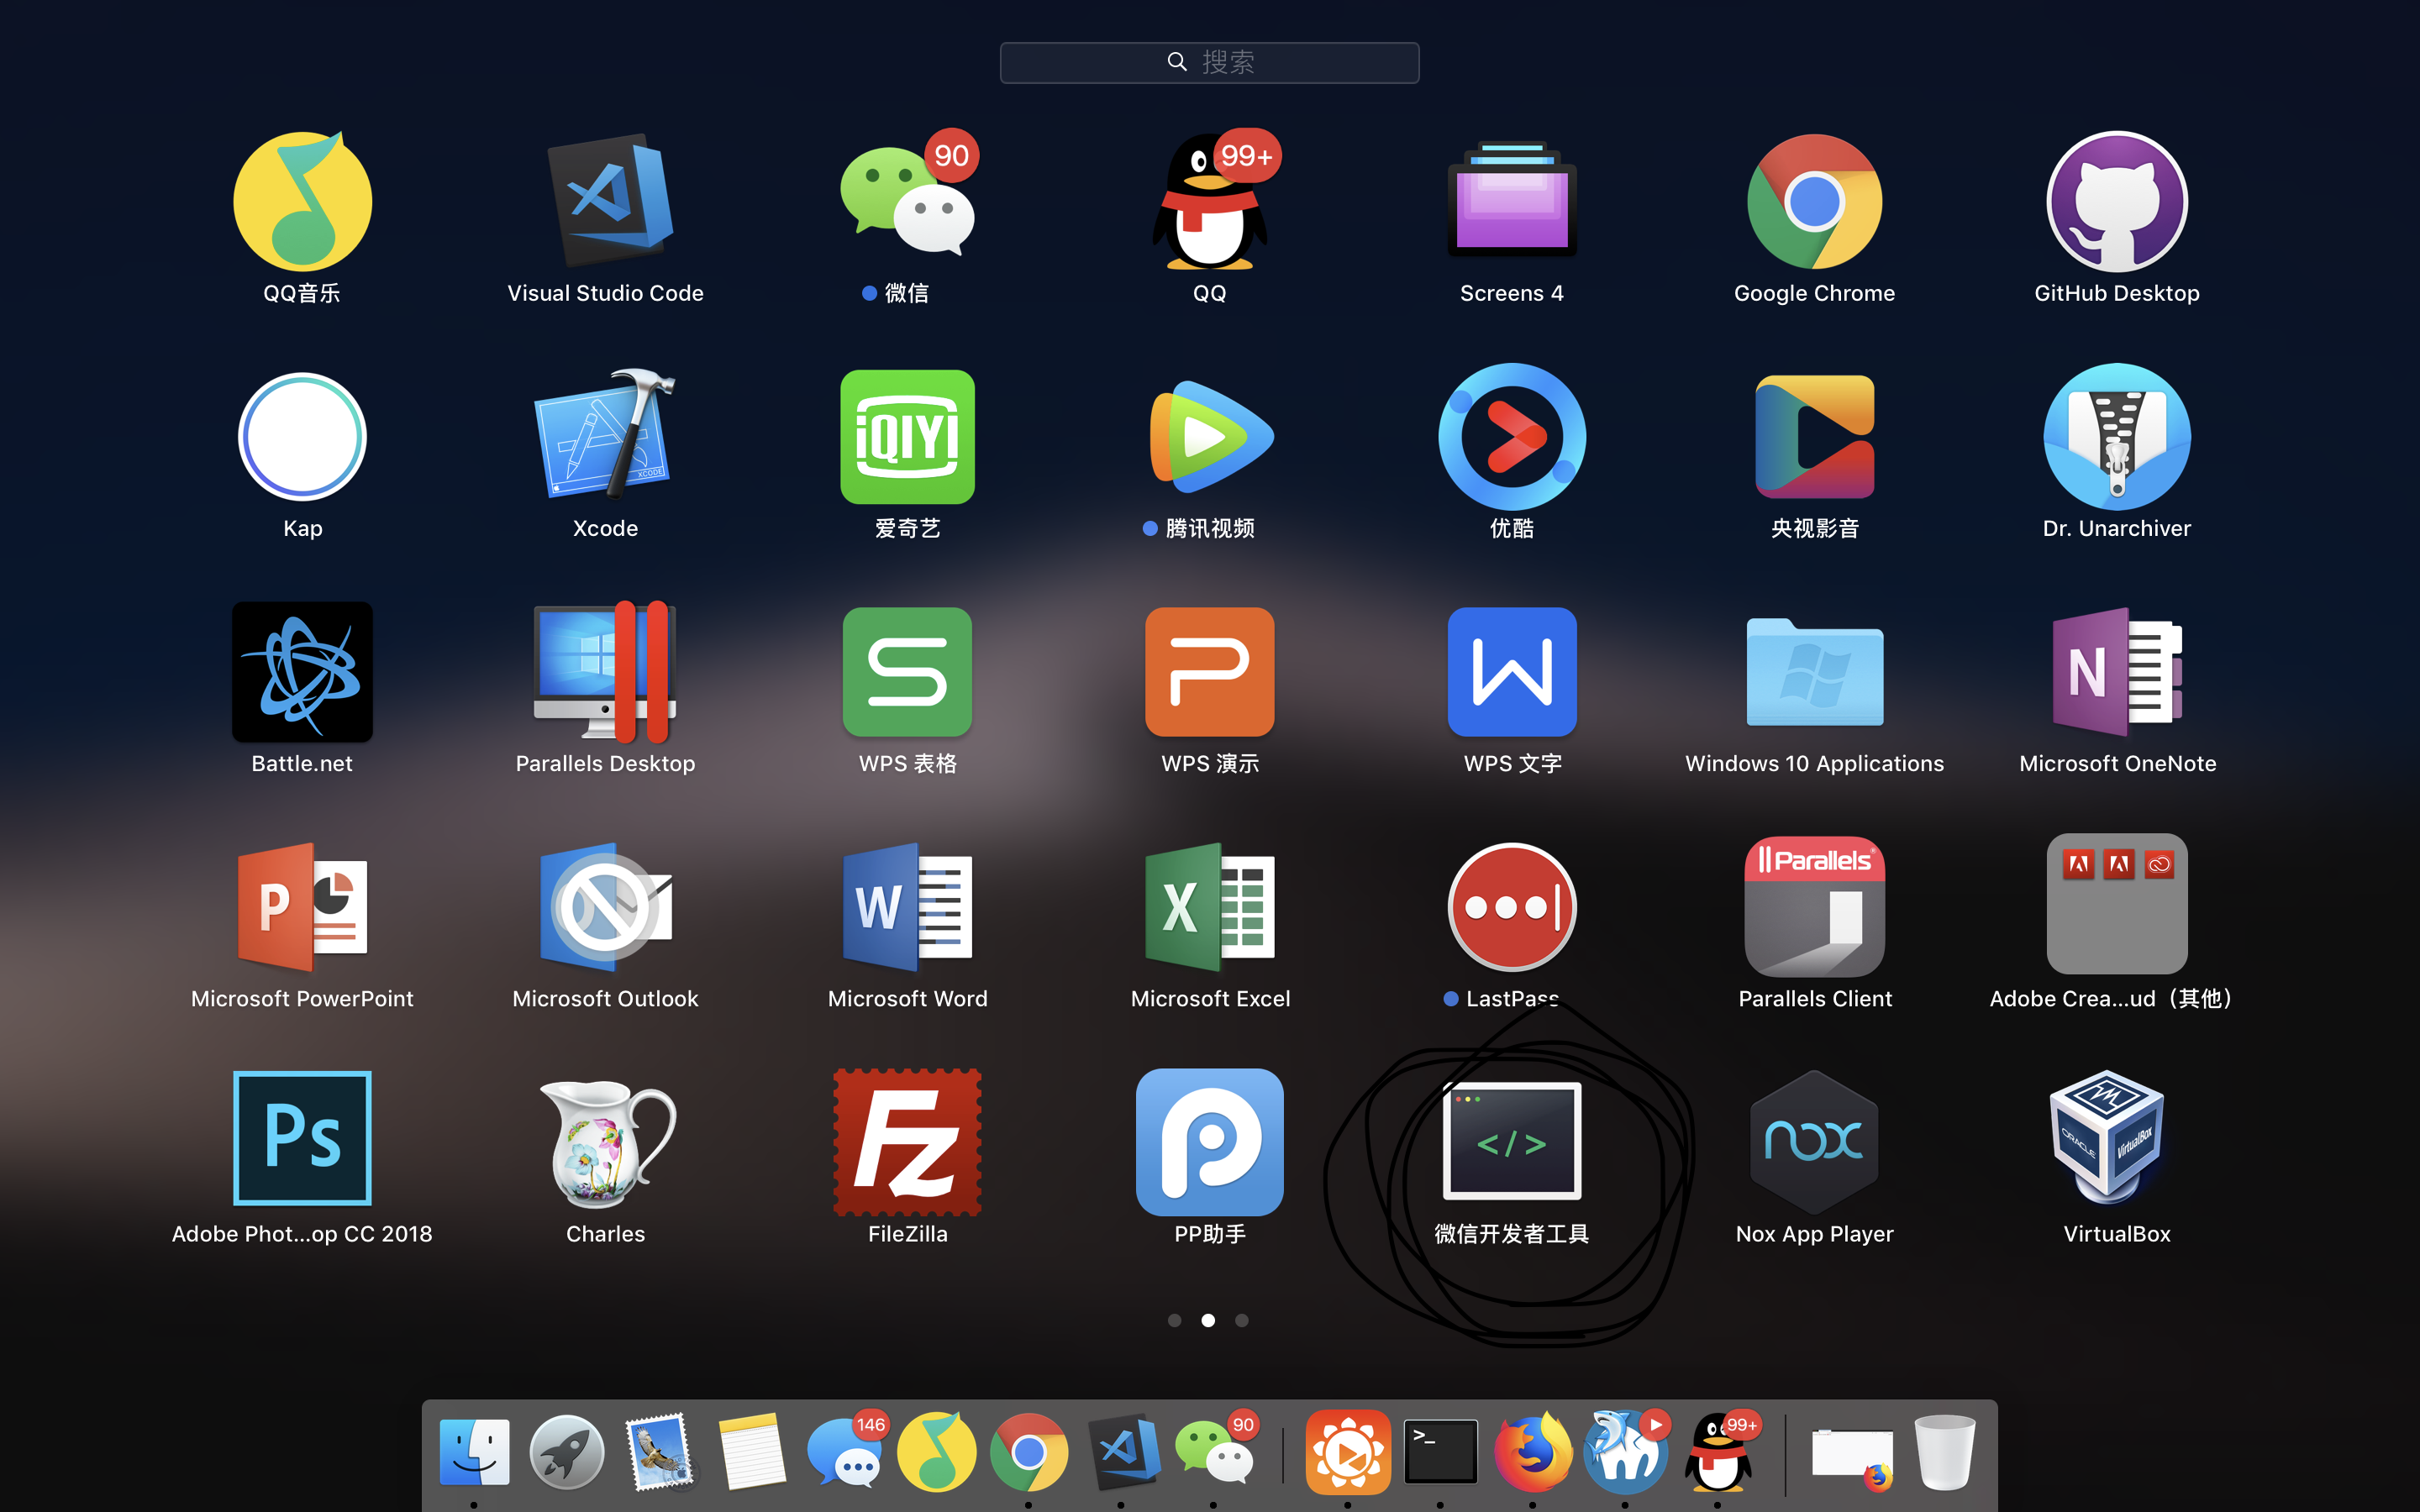 搜索
90
99+
QQ音乐
Visual Studio Code
微信
QQ
Screens 4
Google Chrome
GitHub Desktop
XCODE
iQIYI
Kap
Xcode
爱奇艺
腾讯视频
优酷
央视影音
Dr. Unarchiver
S
P
W
N
Battle.net
Parallels Desktop
WPS 表格
WPS 演示
WPS 文字
Windows 10 Applications
Microsoft OneNote
P
W
X
Parallels
Microsoft PowerPoint
Microsoft Outlook
Microsoft Word
Microsoft Excel
LastPass
Parallels Client
Adobe Crea...ud（其他）
Ps
Fz
P
</>
nox
ORACLE
VirtualBox
Adobe Phot...op CC 2018
Charles
FileZilla
PP助手
微信开发者工具
Nox App Player
VirtualBox
146
90
>_
99+